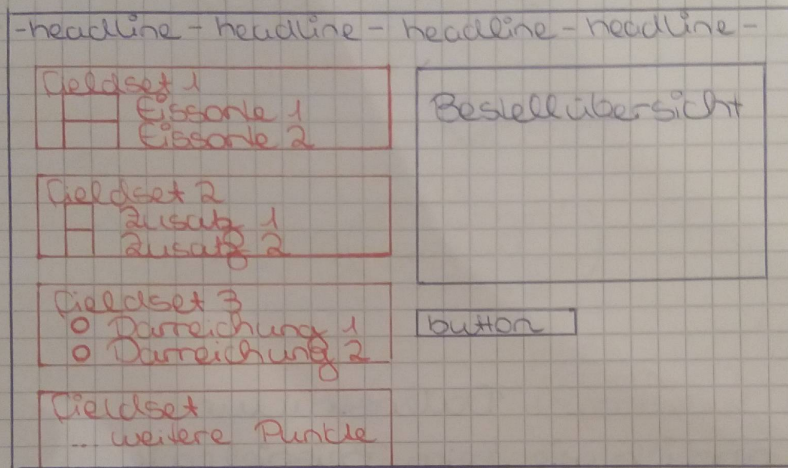 -headline - headline - headline - headline -
Fieldset 1
Eissorte 1
Eissorte 2
Fieldset 2
Zusatz 1
Zusatz 2
Fieldset 3
Darreichung 1
Darreichung 2
Fieldset
... weitere Punkte
Bestellübersicht
button